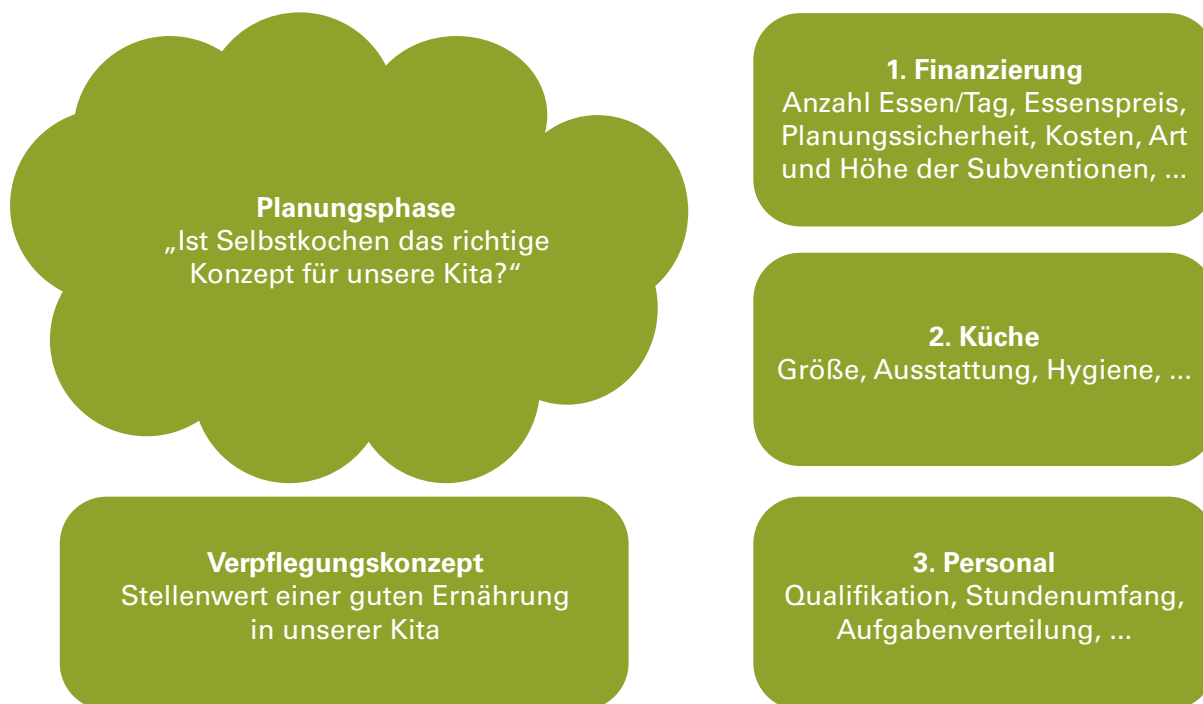 Planungsphase
„Ist Selbstkochen das richtige
Konzept für unsere Kita?“
Verpflegungskonzept
Stellenwert einer guten Ernährung
in unserer Kita
1. Finanzierung
Anzahl Essen/Tag, Essenspreis,
Planungssicherheit, Kosten, Art
und Höhe der Subventionen, ...
2. Küche
Größe, Ausstattung, Hygiene, ...
3. Personal
Qualifikation, Stundenumfang,
Aufgabenverteilung, ...